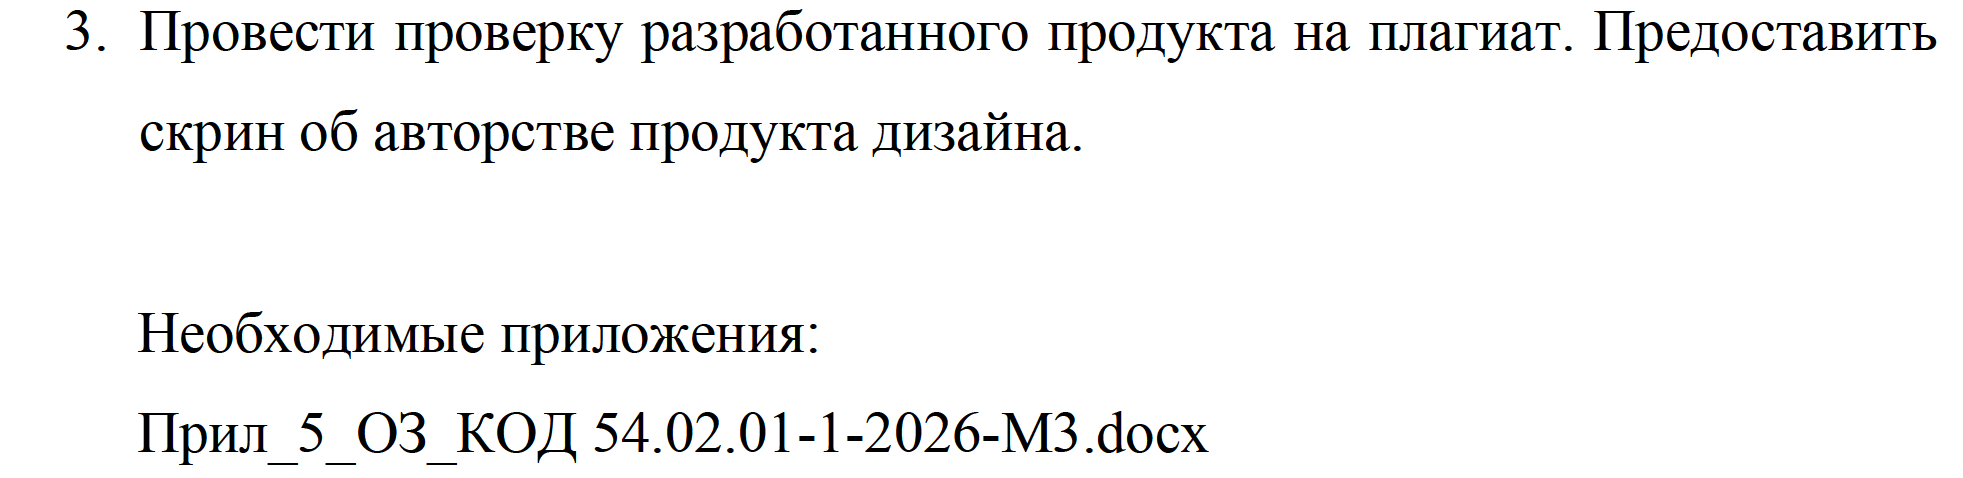 3. Провести проверку разработанного продукта на плагиат. Предоставить
скрин об авторстве продукта дизайна.
Необходимые приложения:
Прил_5_ОЗ_КОД 54.02.01-1-2026-М3.docx